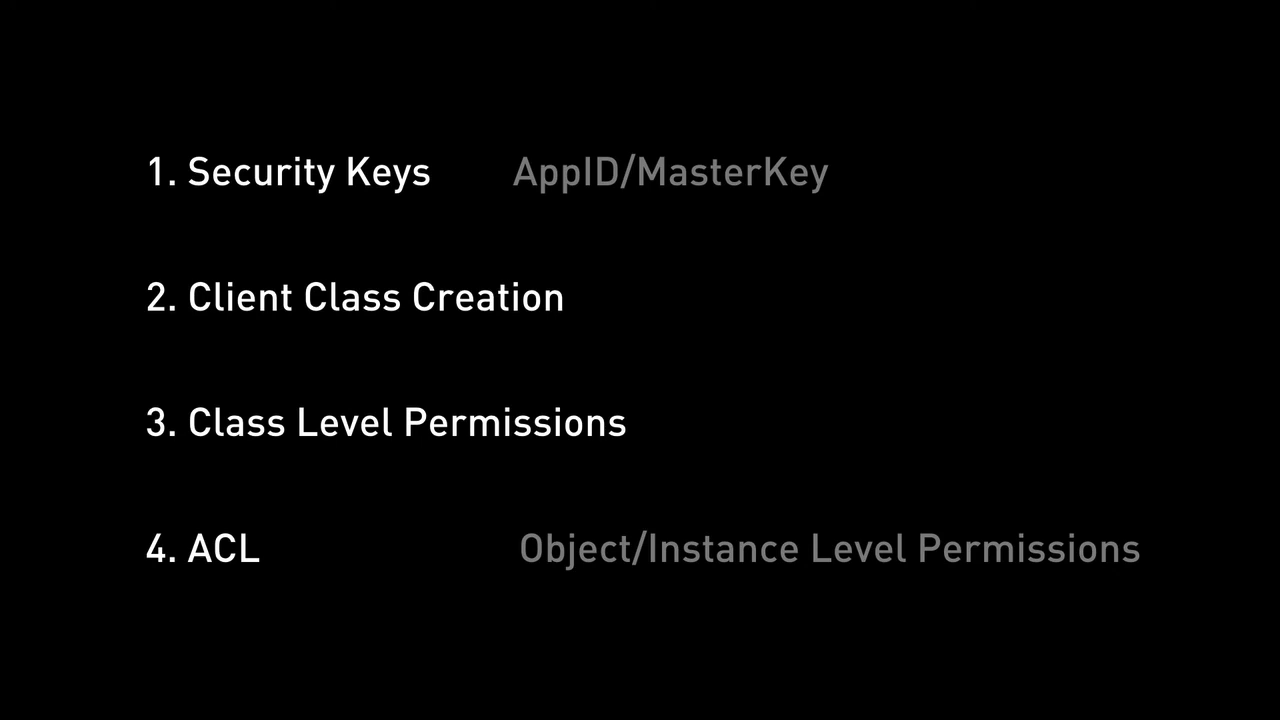 1. Security Keys AppID/MasterKey
2. Client Class Creation
3. Class Level Permissions
4. ACL Object/Instance Level Permissions